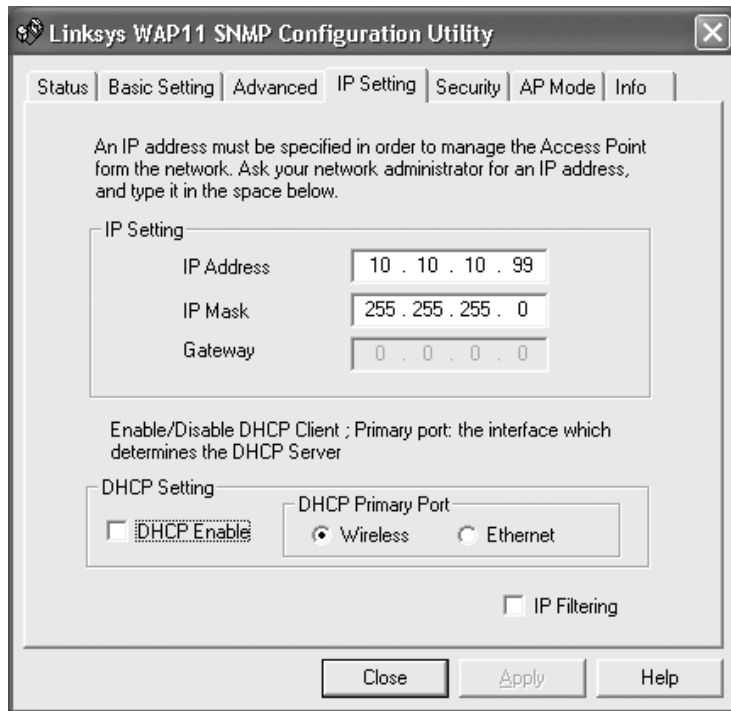 Linksys WAP11 SNMP Configuration Utility
Status Basic Setting Advanced IP Setting Security AP Mode Info
An IP address must be specified in order to manage the Access Point
form the network. Ask your network administrator for an IP address,
and type it in the space below.
IP Setting
IP Address 10 . 10 . 10 . 99
IP Mask 255 . 255 . 255 . 0
Gateway 0 . 0 . 0 . 0
Enable/Disable DHCP Client ; Primary port: the interface which
determines the DHCP Server
DHCP Setting
DHCP Primary Port
DHCP Enable Wireless Ethernet
IP Filtering
Close Apply Help